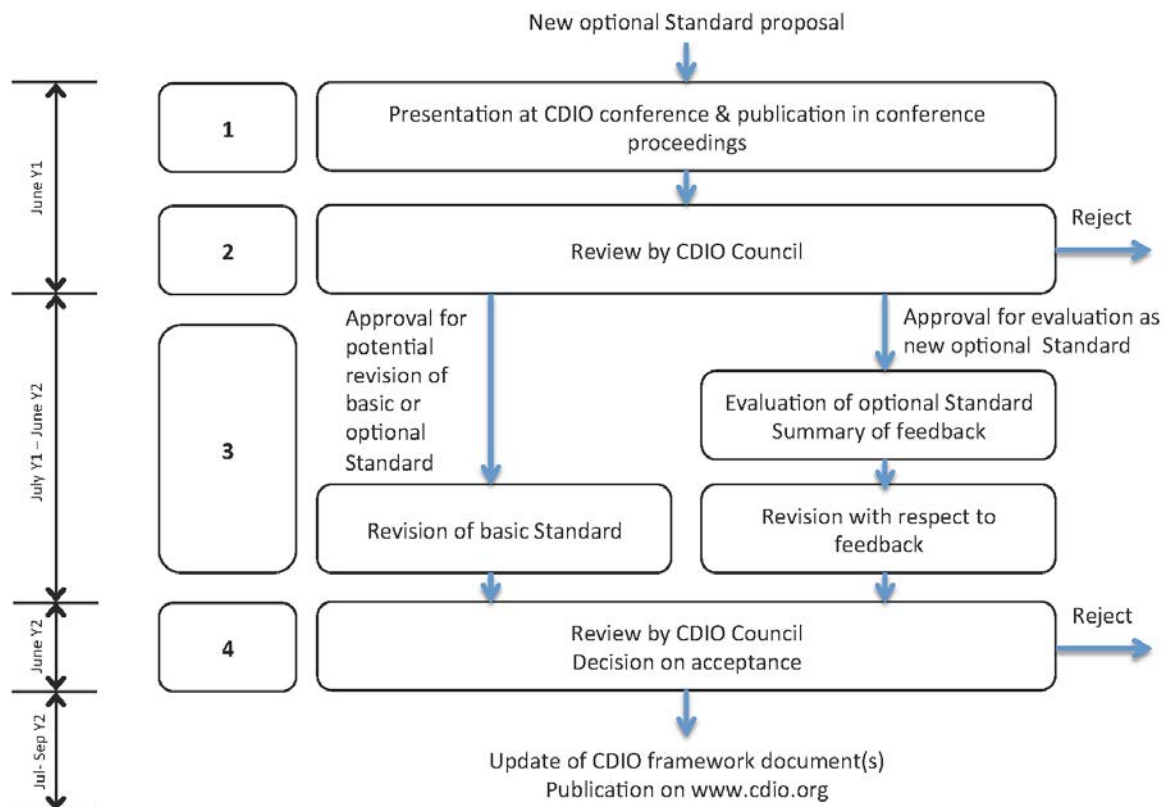 New optional Standard proposal
June Y1
1
Presentation at CDIO conference & publication in conference
proceedings
2
Review by CDIO Council
Reject
July Y1 – June Y2
3
Approval for
potential
revision of
basic or
optional
Standard
Approval for evaluation as
new optional Standard
Evaluation of optional Standard
Summary of feedback
Revision of basic Standard
Revision with respect to
feedback
June Y2
4
Review by CDIO Council
Decision on acceptance
Reject
Jul- Sep Y2
Update of CDIO framework document(s)
Publication on www.cdio.org